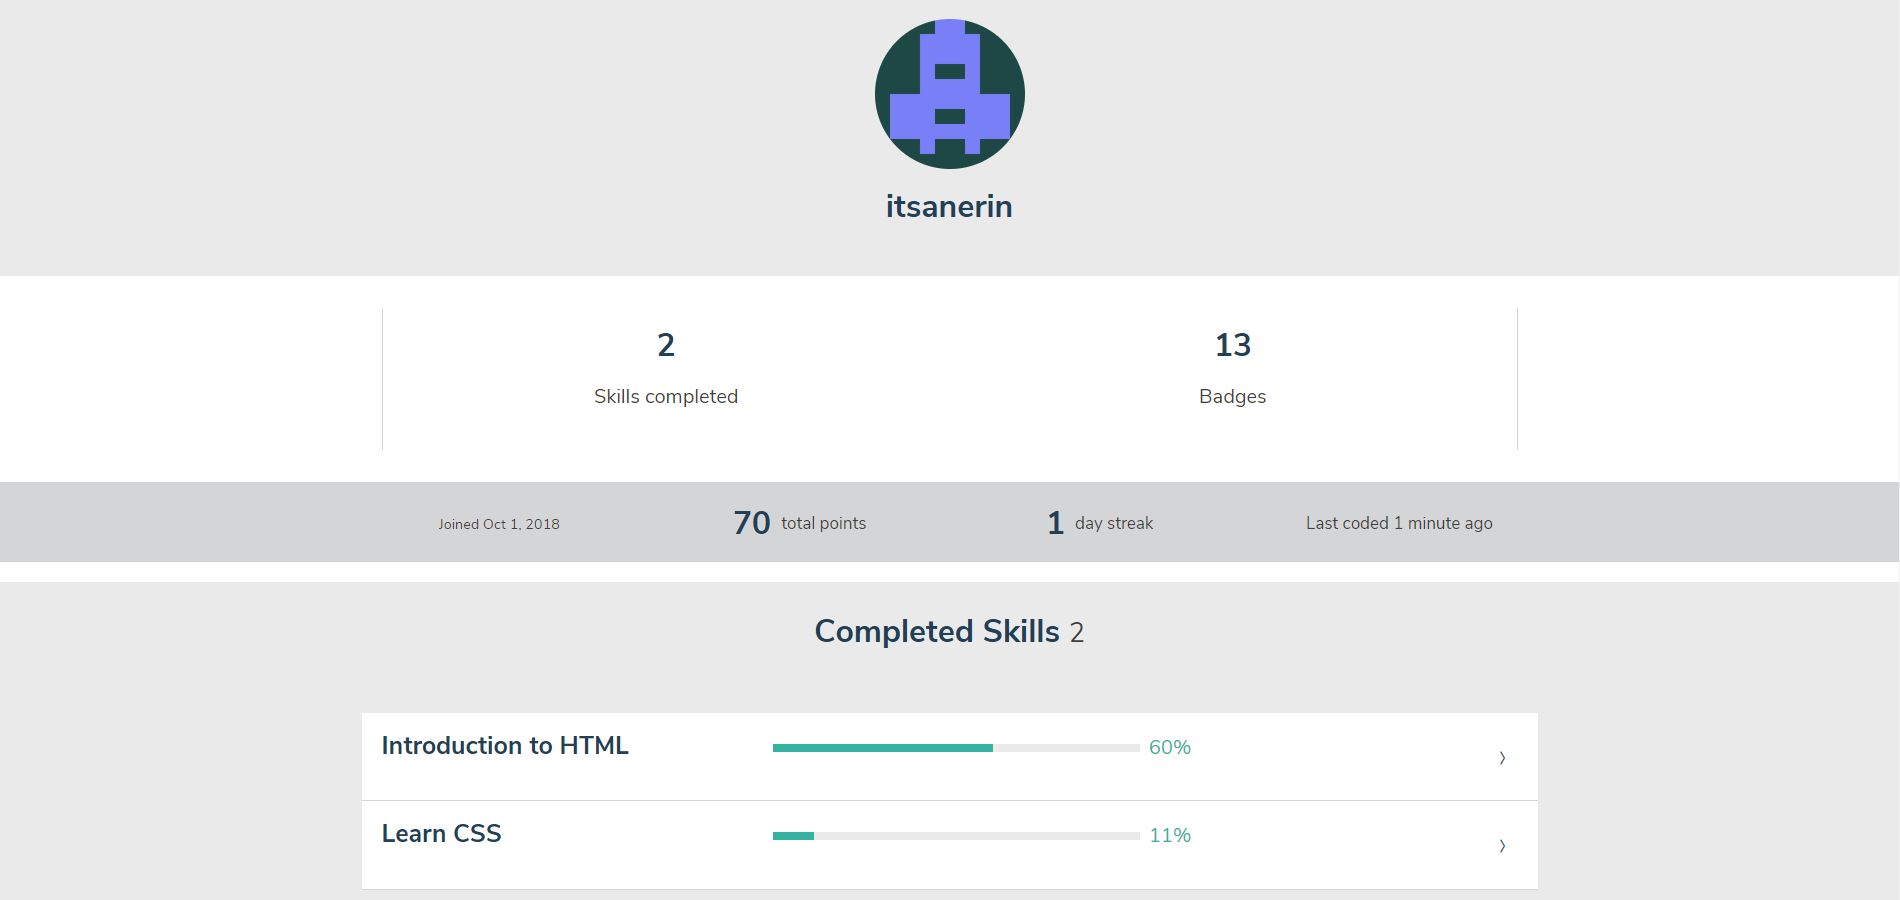 itsanerin
2 13
Skills completed Badges
Joined Oct 1, 2018 70 total points 1 day streak Last coded 1 minute ago
Completed Skills 2
Introduction to HTML 60%
Learn CSS 11%